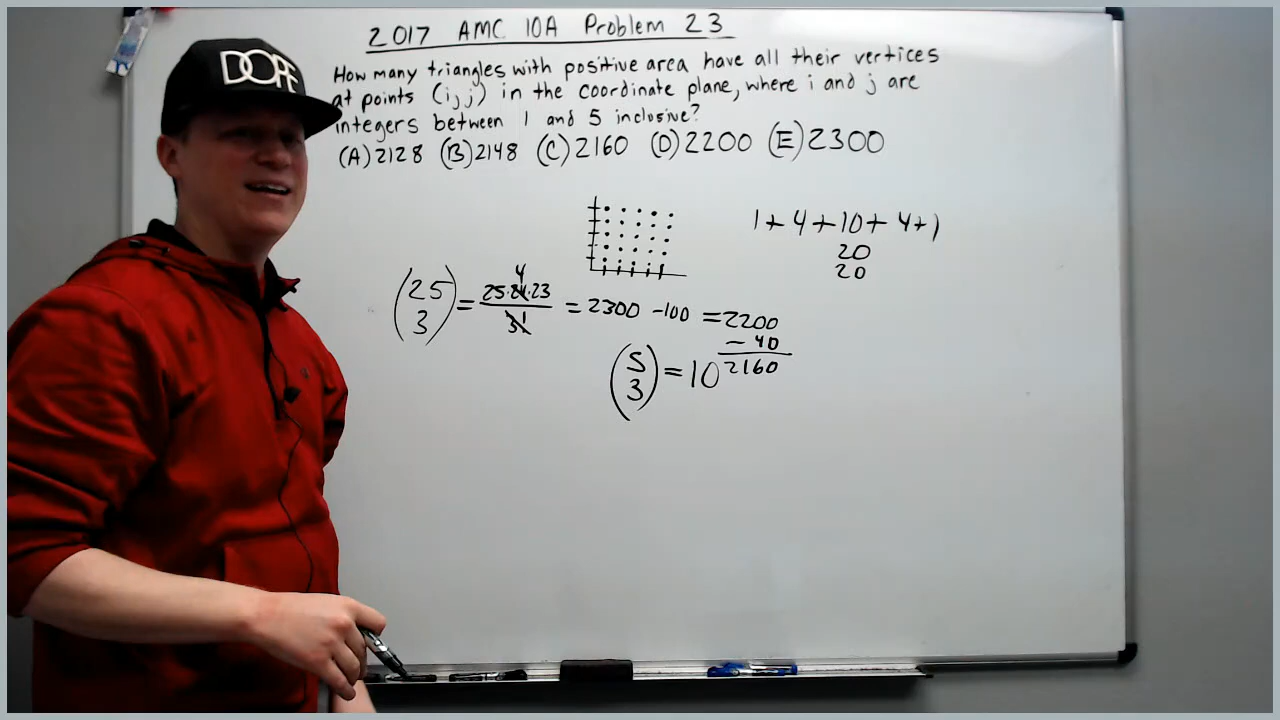 2017 AMC 10A Problem 23
How many triangles with positive area have all their vertices
at points (i,j) in the coordinate plane, where i and j are
integers between 1 and 5 inclusive?
(A) 2128 (B) 2148 (C) 2160 (D) 2200 (E) 2300
DOPE
1 + 4 + 10 + 4 + 1
20
20
(25 3) = 25·24·23 / 3! = 2300 - 100 = 2200
4
- 40
2160
(5 3) = 10